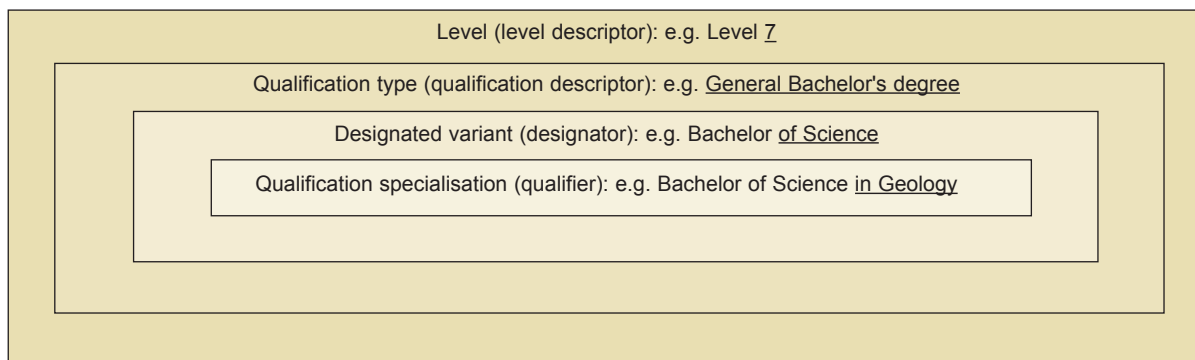 Level (level descriptor): e.g. Level 7
Qualification type (qualification descriptor): e.g. General Bachelor's degree
Designated variant (designator): e.g. Bachelor of Science
Qualification specialisation (qualifier): e.g. Bachelor of Science in Geology